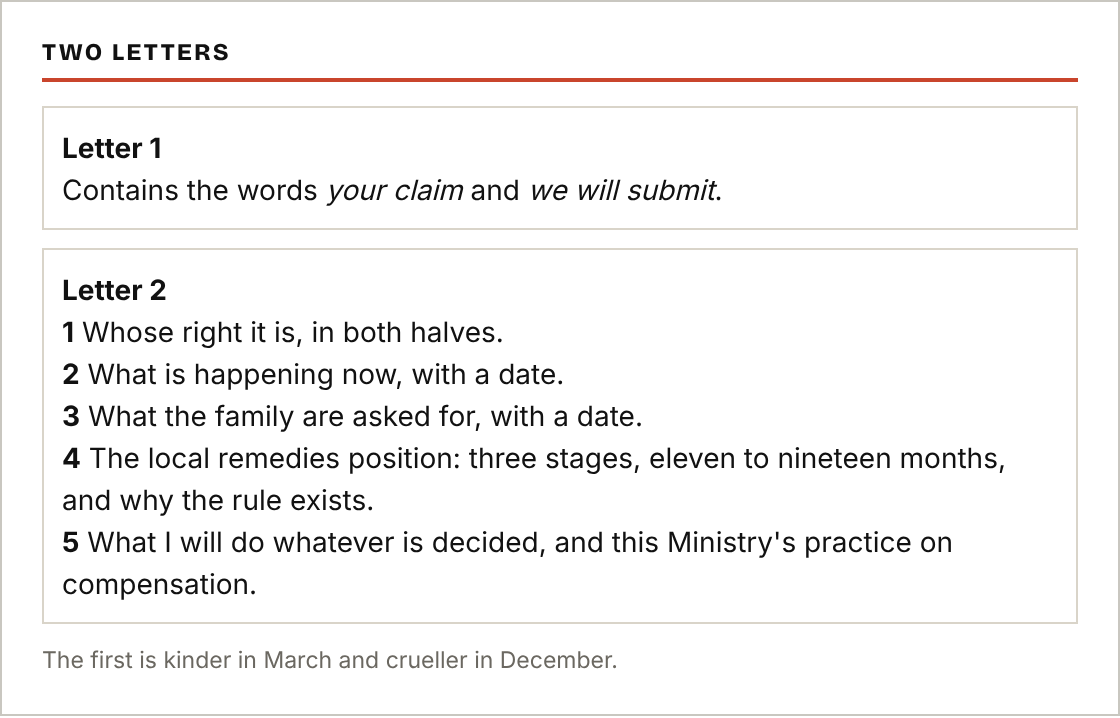 TWO LETTERS
Letter 1
Contains the words your claim and we will submit.
Letter 2
1 Whose right it is, in both halves.
2 What is happening now, with a date.
3 What the family are asked for, with a date.
4 The local remedies position: three stages, eleven to nineteen months,
and why the rule exists.
5 What I will do whatever is decided, and this Ministry's practice on
compensation.
The first is kinder in March and crueller in December.